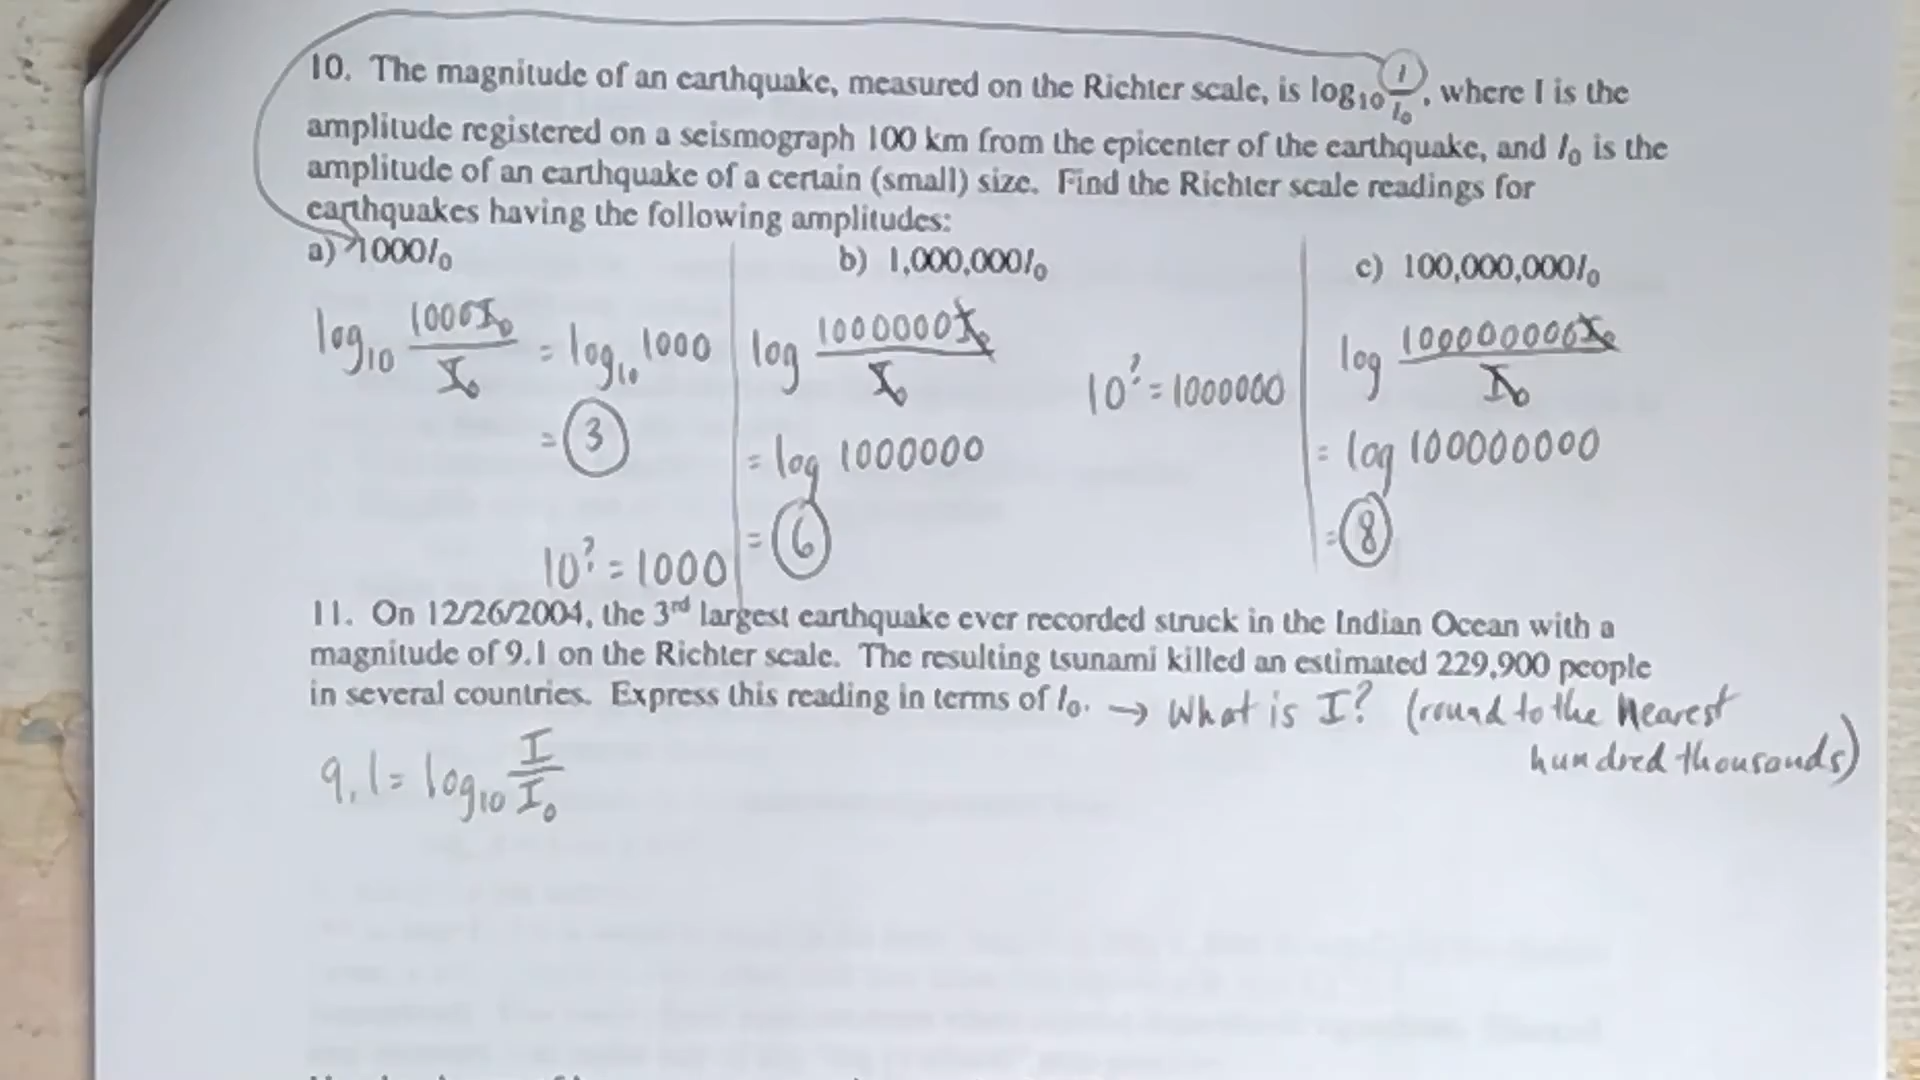 10. The magnitude of an earthquake, measured on the Richter scale, is log₁₀ I/I₀, where I is the
amplitude registered on a seismograph 100 km from the epicenter of the earthquake, and I₀ is the
amplitude of an earthquake of a certain (small) size. Find the Richter scale readings for
earthquakes having the following amplitudes:
a) 1000I₀ b) 1,000,000I₀ c) 100,000,000I₀
log₁₀ 1000I₀/I₀ = log₁₀ 1000
= 3
10^? = 1000
log 1000000I₀/I₀
10^? = 1000000
= log 1000000
= 6
log 100000000I₀/I₀
= log 100000000
= 8
11. On 12/26/2004, the 3rd largest earthquake ever recorded struck in the Indian Ocean with a
magnitude of 9.1 on the Richter scale. The resulting tsunami killed an estimated 229,900 people
in several countries. Express this reading in terms of I₀. → What is I? (round to the nearest
hundred thousands)
9.1 = log₁₀ I/I₀